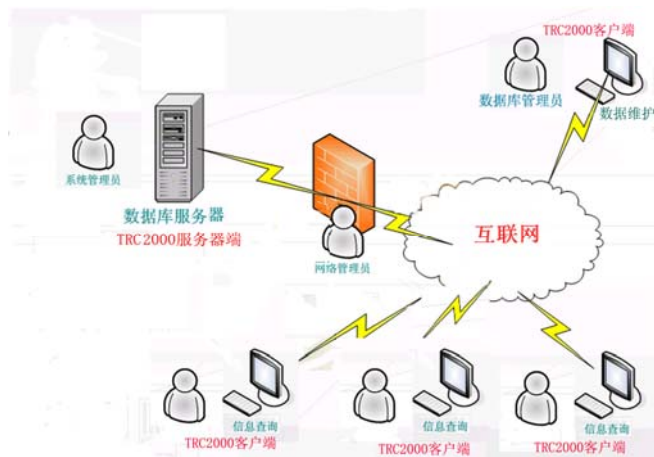 TRC2000客户端
数据库管理员
数据维护
系统管理员
数据库服务器
TRC2000服务器端
网络管理员
互联网
信息查询
TRC2000客户端
信息查询
TRC2000客户端
信息查询
TRC2000客户端